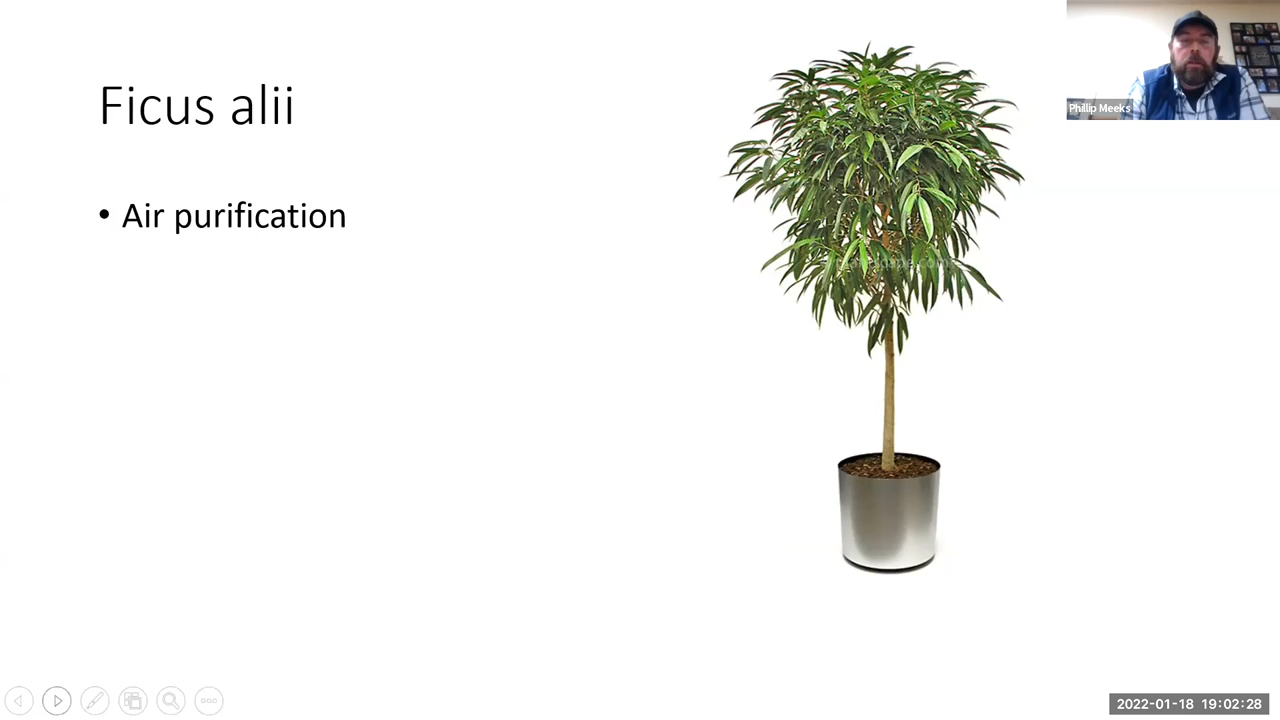 Ficus alii
• Air purification
Phillip Meeks
2022-01-18 19:02:28